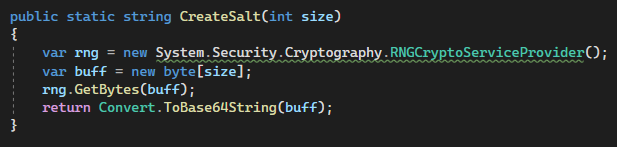 public static string CreateSalt(int size)
{
    var rng = new System.Security.Cryptography.RNGCryptoServiceProvider();
    var buff = new byte[size];
    rng.GetBytes(buff);
    return Convert.ToBase64String(buff);
}